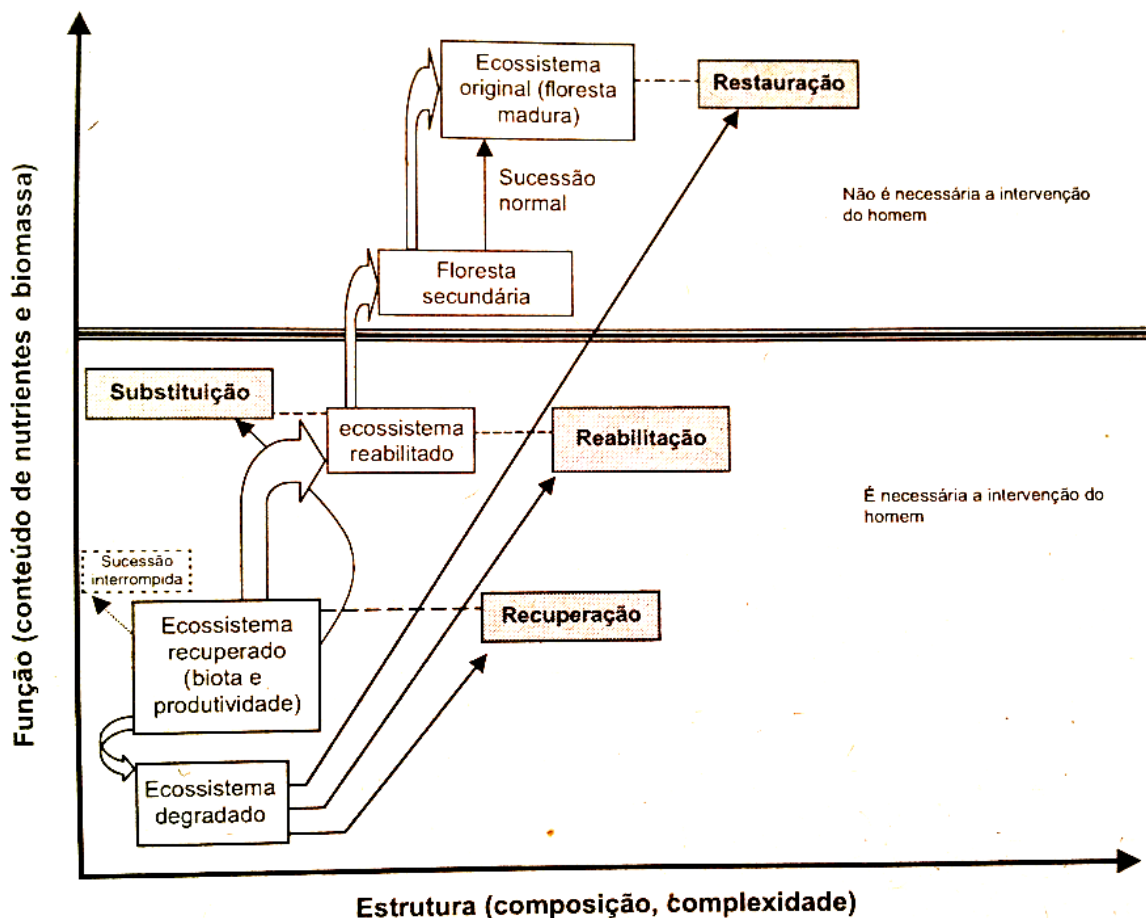 Ecossistema
original (floresta
madura)
Restauração
Sucessão
normal
Não é necessária a intervenção
do homem
Floresta
secundária
Substituição
ecossistema
reabilitado
Reabilitação
É necessária a intervenção do
homem
Sucessão
interrompida
Ecossistema
recuperado
(biota e
produtividade)
Recuperação
Ecossistema
degradado
Função (conteúdo de nutrientes e biomassa)
Estrutura (composição, complexidade)